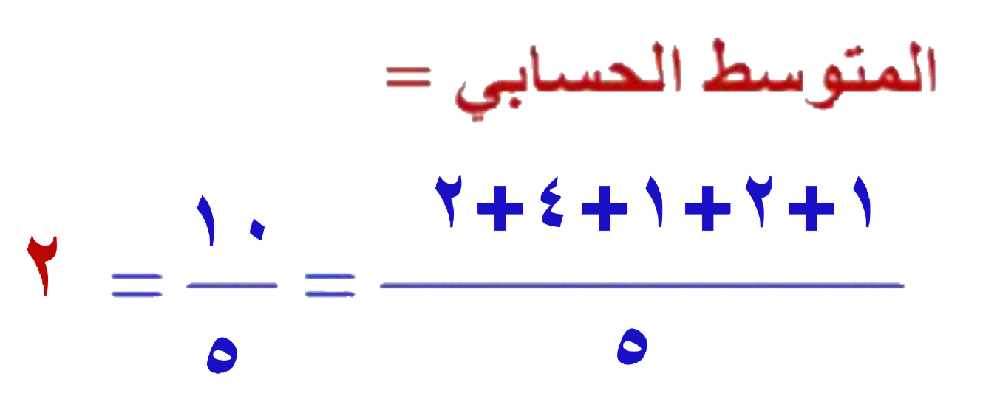 المتوسط الحسابي =
١+٢+١+٤+٢
١٠
= = ٢
٥
٥